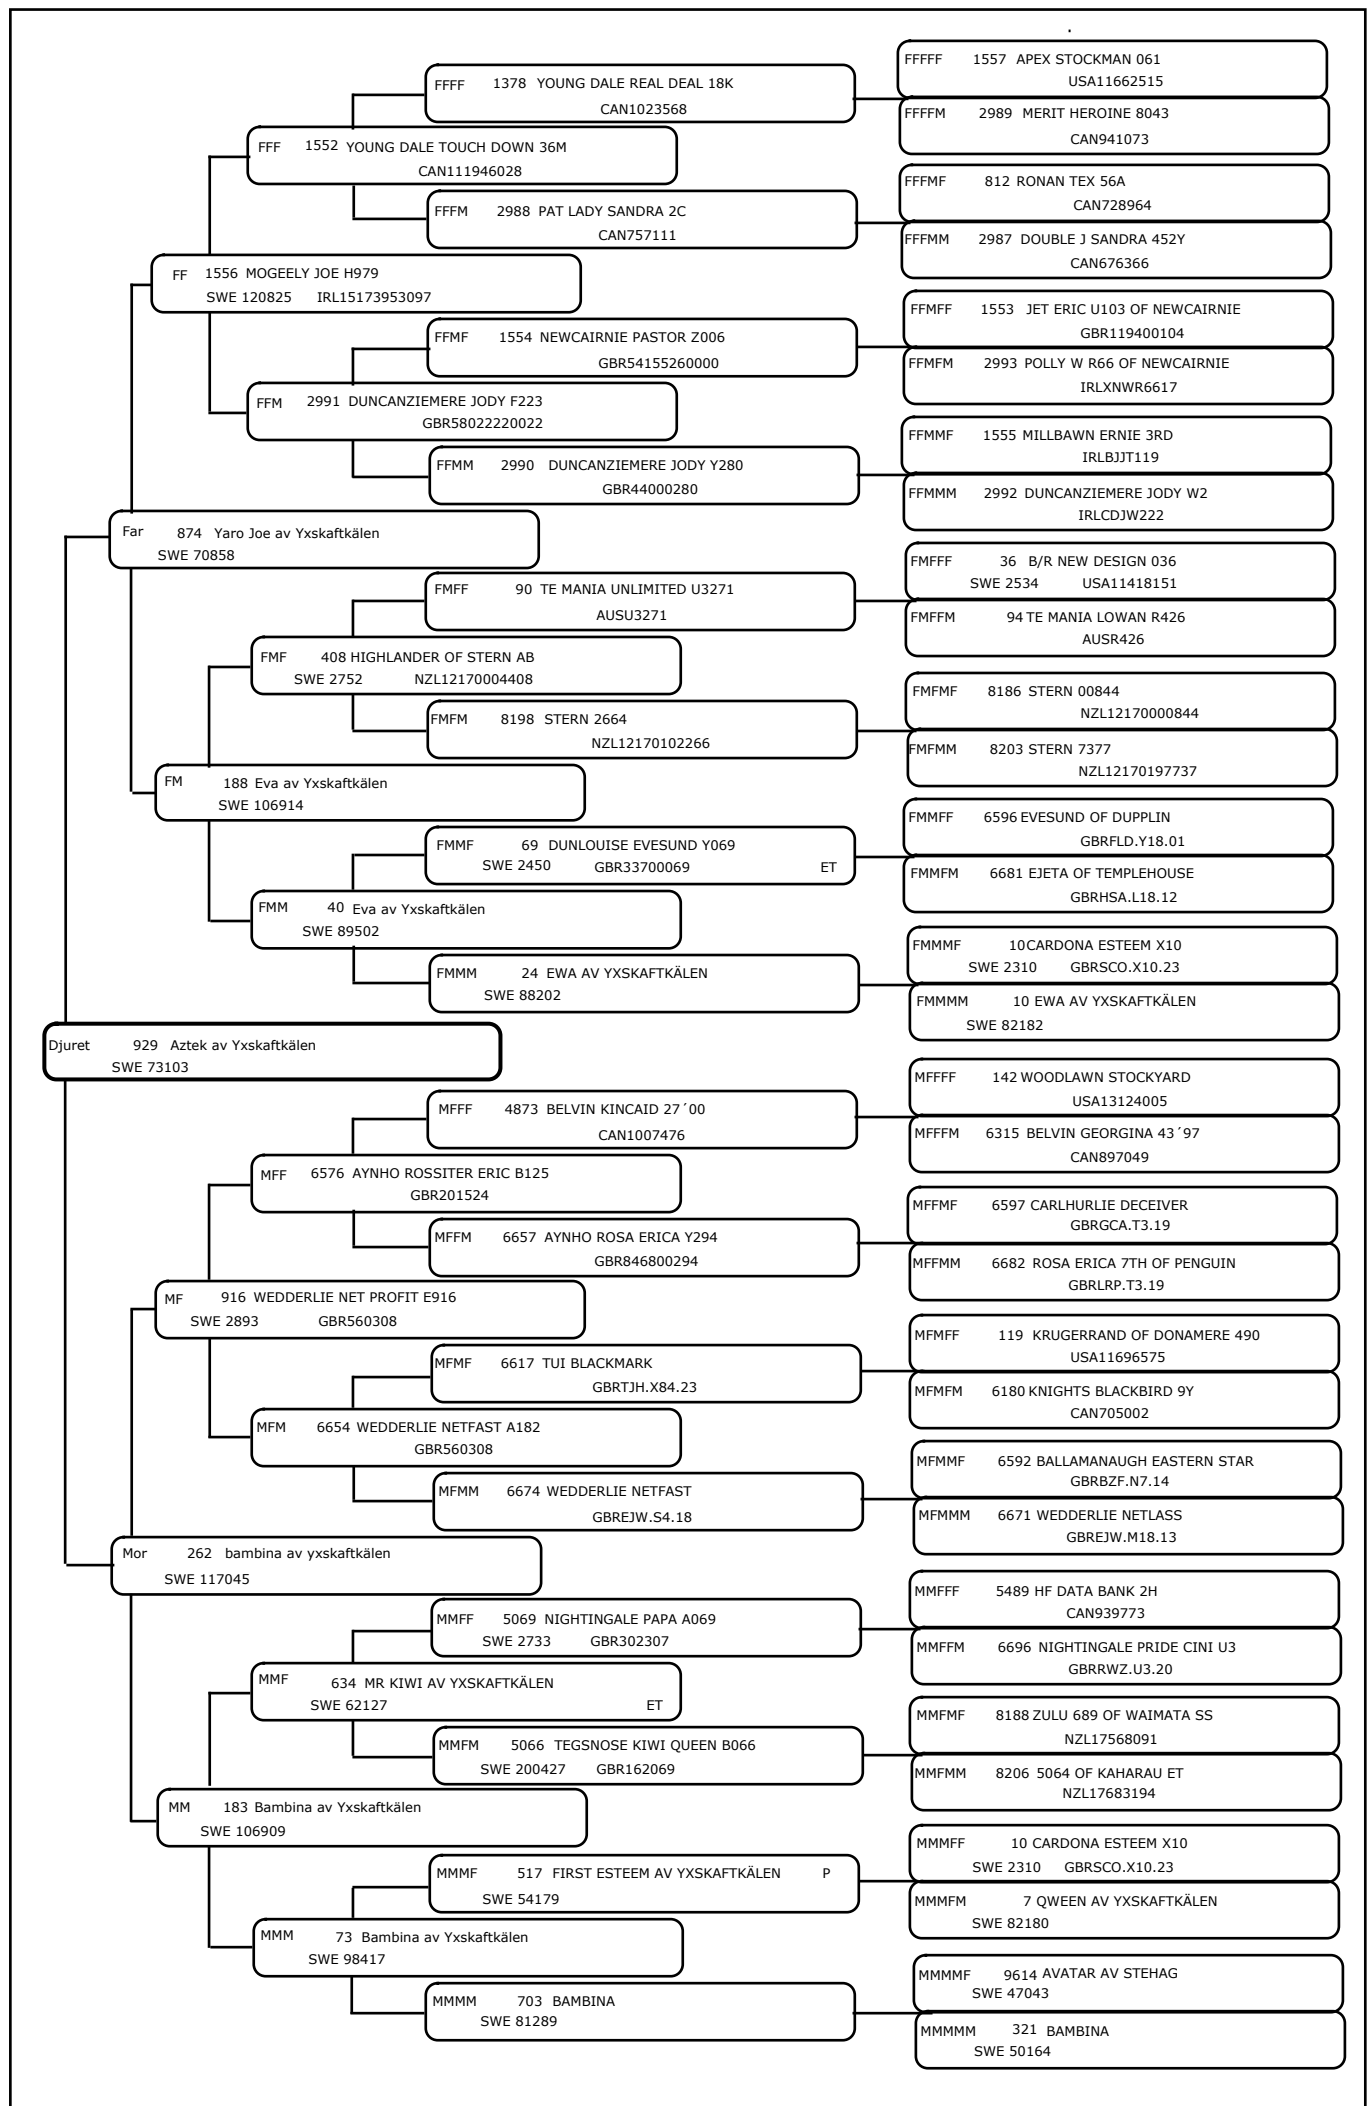 FFFFF 1557 APEX STOCKMAN 061
USA11662515
FFFF 1378 YOUNG DALE REAL DEAL 18K
CAN1023568
FFFFM 2989 MERIT HEROINE 8043
CAN941073
FFF 1552 YOUNG DALE TOUCH DOWN 36M
CAN111946028
FFFMF 812 RONAN TEX 56A
CAN728964
FFFM 2988 PAT LADY SANDRA 2C
CAN757111
FFFMM 2987 DOUBLE J SANDRA 452Y
CAN676366
FF 1556 MOGEELY JOE H979
SWE 120825 IRL15173953097
FFMFF 1553 JET ERIC U103 OF NEWCAIRNIE
GBR119400104
FFMF 1554 NEWCAIRNIE PASTOR Z006
GBR54155260000
FFMFM 2993 POLLY W R66 OF NEWCAIRNIE
IRLXNWR6617
FFM 2991 DUNCANZIEMERE JODY F223
GBR58022220022
FFMMF 1555 MILLBAWN ERNIE 3RD
IRLBJJT119
FFMM 2990 DUNCANZIEMERE JODY Y280
GBR44000280
FFMMM 2992 DUNCANZIEMERE JODY W2
IRLCDJW222
Far 874 Yaro Joe av Yxskaftkälen
SWE 70858
FMFFF 36 B/R NEW DESIGN 036
SWE 2534 USA11418151
FMFF 90 TE MANIA UNLIMITED U3271
AUSU3271
FMFFM 94 TE MANIA LOWAN R426
AUSR426
FMF 408 HIGHLANDER OF STERN AB
SWE 2752 NZL12170004408
FMFMF 8186 STERN 00844
NZL12170000844
FMFM 8198 STERN 2664
NZL12170102266
FMFMM 8203 STERN 7377
NZL12170197737
FM 188 Eva av Yxskaftkälen
SWE 106914
FMMFF 6596 EVESUND OF DUPPLIN
GBRFLD.Y18.01
FMMF 69 DUNLOUISE EVESUND Y069
SWE 2450 GBR33700069 ET
FMMFM 6681 EJETA OF TEMPLEHOUSE
GBRHSA.L18.12
FMM 40 Eva av Yxskaftkälen
SWE 89502
FMMMF 10 CARDONA ESTEEM X10
SWE 2310 GBRSCO.X10.23
FMMM 24 EWA AV YXSKAFTKÄLEN
SWE 88202
FMMMM 10 EWA AV YXSKAFTKÄLEN
SWE 82182
Djuret 929 Aztek av Yxskaftkälen
SWE 73103
MFFFF 142 WOODLAWN STOCKYARD
USA13124005
MFFF 4873 BELVIN KINCAID 27´00
CAN1007476
MFFFM 6315 BELVIN GEORGINA 43´97
CAN897049
MFF 6576 AYNHO ROSSITER ERIC B125
GBR201524
MFFMF 6597 CARLHURLIE DECEIVER
GBRGCA.T3.19
MFFM 6657 AYNHO ROSA ERICA Y294
GBR846800294
MFFMM 6682 ROSA ERICA 7TH OF PENGUIN
GBRLRP.T3.19
MF 916 WEDDERLIE NET PROFIT E916
SWE 2893 GBR560308
MFMFF 119 KRUGERRAND OF DONAMERE 490
USA11696575
MFMF 6617 TUI BLACKMARK
GBRTJH.X84.23
MFMFM 6180 KNIGHTS BLACKBIRD 9Y
CAN705002
MFM 6654 WEDDERLIE NETFAST A182
GBR560308
MFMMF 6592 BALLAMANAUGH EASTERN STAR
GBRBZF.N7.14
MFMM 6674 WEDDERLIE NETFAST
GBREJW.S4.18
MFMMM 6671 WEDDERLIE NETLASS
GBREJW.M18.13
Mor 262 bambina av yxskaftkälen
SWE 117045
MMFFF 5489 HF DATA BANK 2H
CAN939773
MMFF 5069 NIGHTINGALE PAPA A069
SWE 2733 GBR302307
MMFFM 6696 NIGHTINGALE PRIDE CINI U3
GBRRWZ.U3.20
MMF 634 MR KIWI AV YXSKAFTKÄLEN
SWE 62127 ET
MMFMF 8188 ZULU 689 OF WAIMATA SS
NZL17568091
MMFM 5066 TEGSNOSE KIWI QUEEN B066
SWE 200427 GBR162069
MMFMM 8206 5064 OF KAHARAU ET
NZL17683194
MM 183 Bambina av Yxskaftkälen
SWE 106909
MMMFF 10 CARDONA ESTEEM X10
SWE 2310 GBRSCO.X10.23
MMMF 517 FIRST ESTEEM AV YXSKAFTKÄLEN P
SWE 54179
MMMFM 7 QWEEN AV YXSKAFTKÄLEN
SWE 82180
MMM 73 Bambina av Yxskaftkälen
SWE 98417
MMMMF 9614 AVATAR AV STEHAG
SWE 47043
MMMM 703 BAMBINA
SWE 81289
MMMMM 321 BAMBINA
SWE 50164